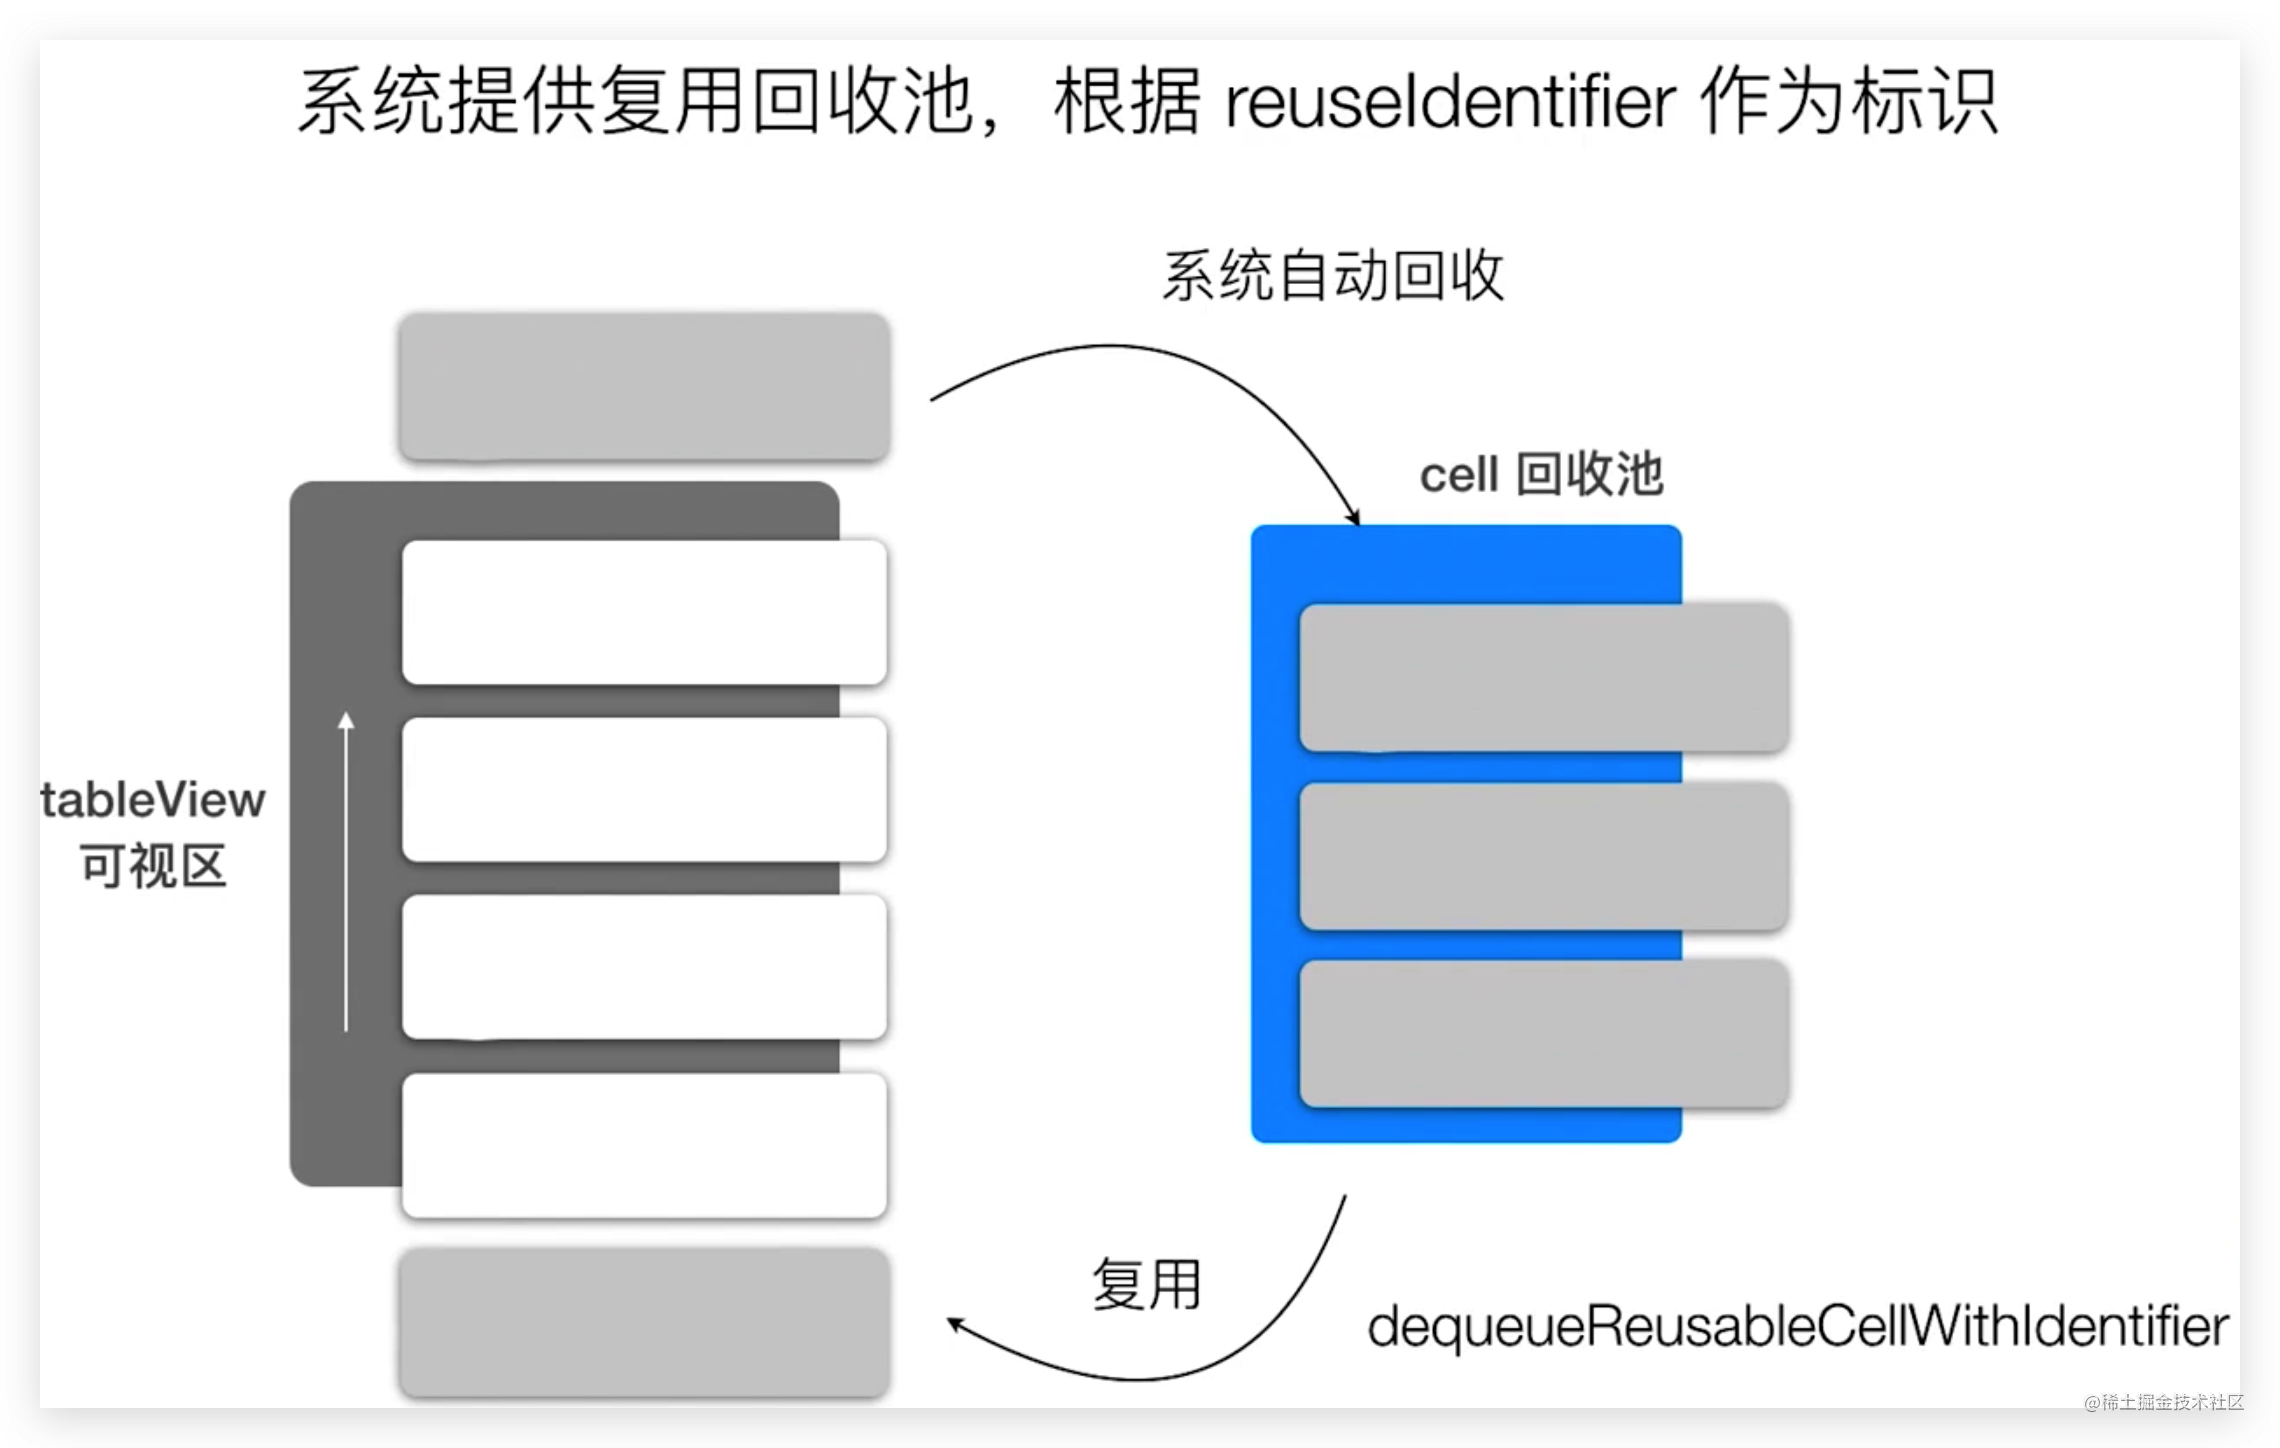 系统提供复用回收池，根据 reuseIdentifier 作为标识
系统自动回收
cell 回收池
tableView
可视区
复用
dequeueReusableCellWithIdentifier
@稀土掘金技术社区